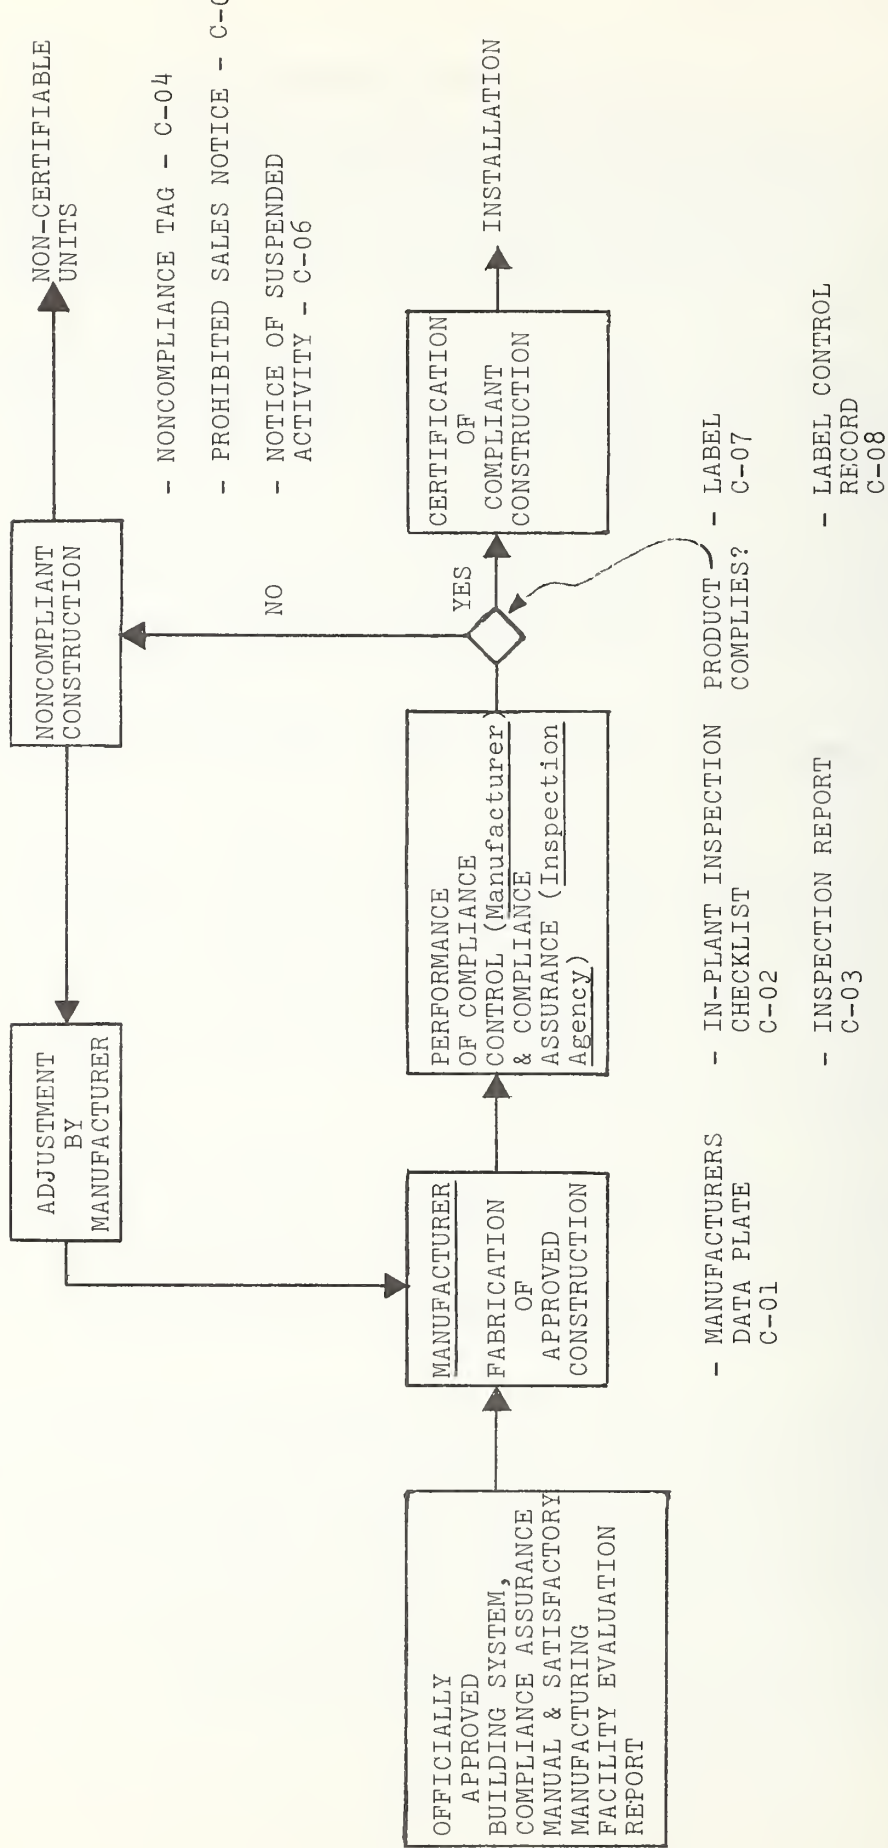 NON-CERTIFIABLE
UNITS
NONCOMPLIANT
CONSTRUCTION
ADJUSTMENT
BY
MANUFACTURER
- NONCOMPLIANCE TAG - C-04
- PROHIBITED SALES NOTICE - C-0
- NOTICE OF SUSPENDED
ACTIVITY - C-06
NO
YES
OFFICIALLY
APPROVED
BUILDING SYSTEM,
COMPLIANCE ASSURANCE
MANUAL & SATISFACTORY
MANUFACTURING
FACILITY EVALUATION
REPORT
MANUFACTURER
FABRICATION
OF
APPROVED
CONSTRUCTION
PERFORMANCE
OF COMPLIANCE
CONTROL (Manufacturer)
& COMPLIANCE
ASSURANCE (Inspection
Agency)
CERTIFICATION
OF
COMPLIANT
CONSTRUCTION
INSTALLATION
- MANUFACTURERS
DATA PLATE
C-01
- IN-PLANT INSPECTION
CHECKLIST
C-02
- INSPECTION REPORT
C-03
PRODUCT
COMPLIES?
- LABEL
C-07
- LABEL CONTROL
RECORD
C-08